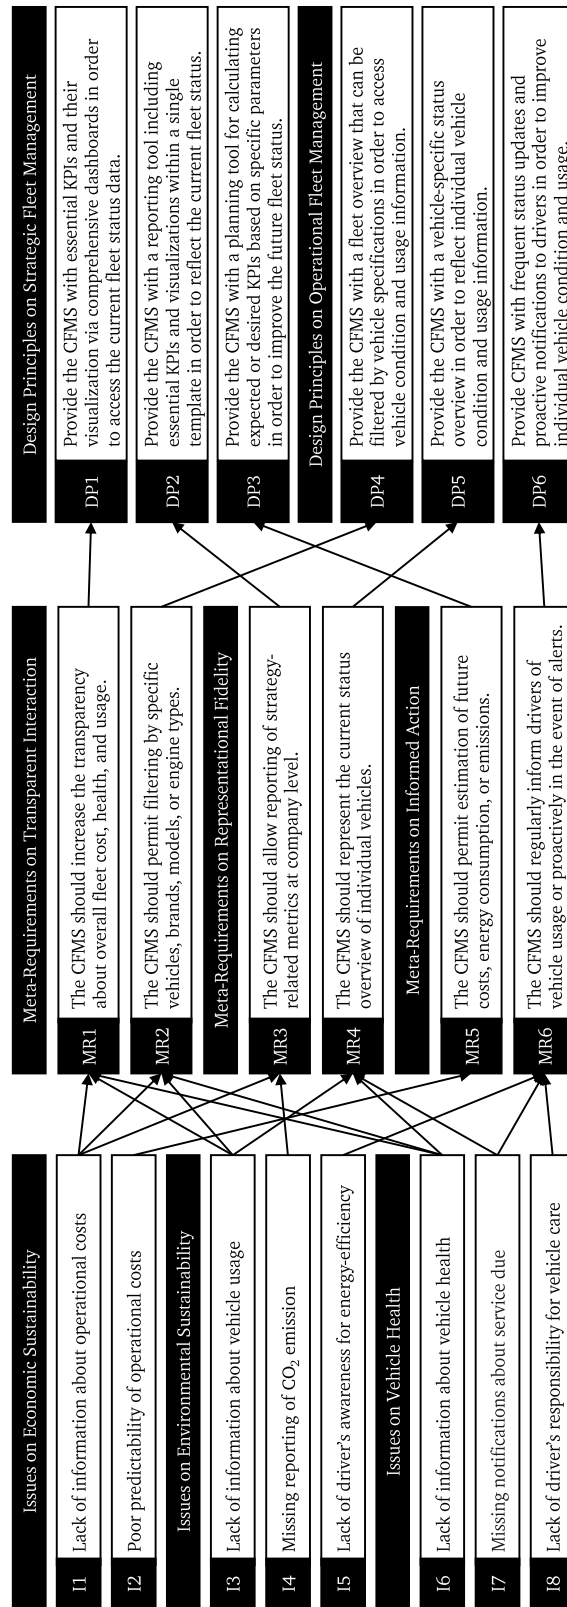 Issues on Economic Sustainability
I1
Lack of information about operational costs
I2
Poor predictability of operational costs
Issues on Environmental Sustainability
I3
Lack of information about vehicle usage
I4
Missing reporting of CO₂ emission
I5
Lack of driver's awareness for energy-efficiency
Issues on Vehicle Health
I6
Lack of information about vehicle health
I7
Missing notifications about service due
I8
Lack of driver's responsibility for vehicle care
Meta-Requirements on Transparent Interaction
MR1
The CFMS should increase the transparency
about overall fleet cost, health, and usage.
MR2
The CFMS should permit filtering by specific
vehicles, brands, models, or engine types.
Meta-Requirements on Representational Fidelity
MR3
The CFMS should allow reporting of strategy-
related metrics at company level.
MR4
The CFMS should represent the current status
overview of individual vehicles.
Meta-Requirements on Informed Action
MR5
The CFMS should permit estimation of future
costs, energy consumption, or emissions.
MR6
The CFMS should regularly inform drivers of
vehicle usage or proactively in the event of alerts.
Design Principles on Strategic Fleet Management
DP1
Provide the CFMS with essential KPIs and their
visualization via comprehensive dashboards in order
to access the current fleet status data.
DP2
Provide the CFMS with a reporting tool including
essential KPIs and visualizations within a single
template in order to reflect the current fleet status.
DP3
Provide the CFMS with a planning tool for calculating
expected or desired KPIs based on specific parameters
in order to improve the future fleet status.
Design Principles on Operational Fleet Management
DP4
Provide the CFMS with a fleet overview that can be
filtered by vehicle specifications in order to access
vehicle condition and usage information.
DP5
Provide the CFMS with a vehicle-specific status
overview in order to reflect individual vehicle
condition and usage information.
DP6
Provide CFMS with frequent status updates and
proactive notifications to drivers in order to improve
individual vehicle condition and usage.